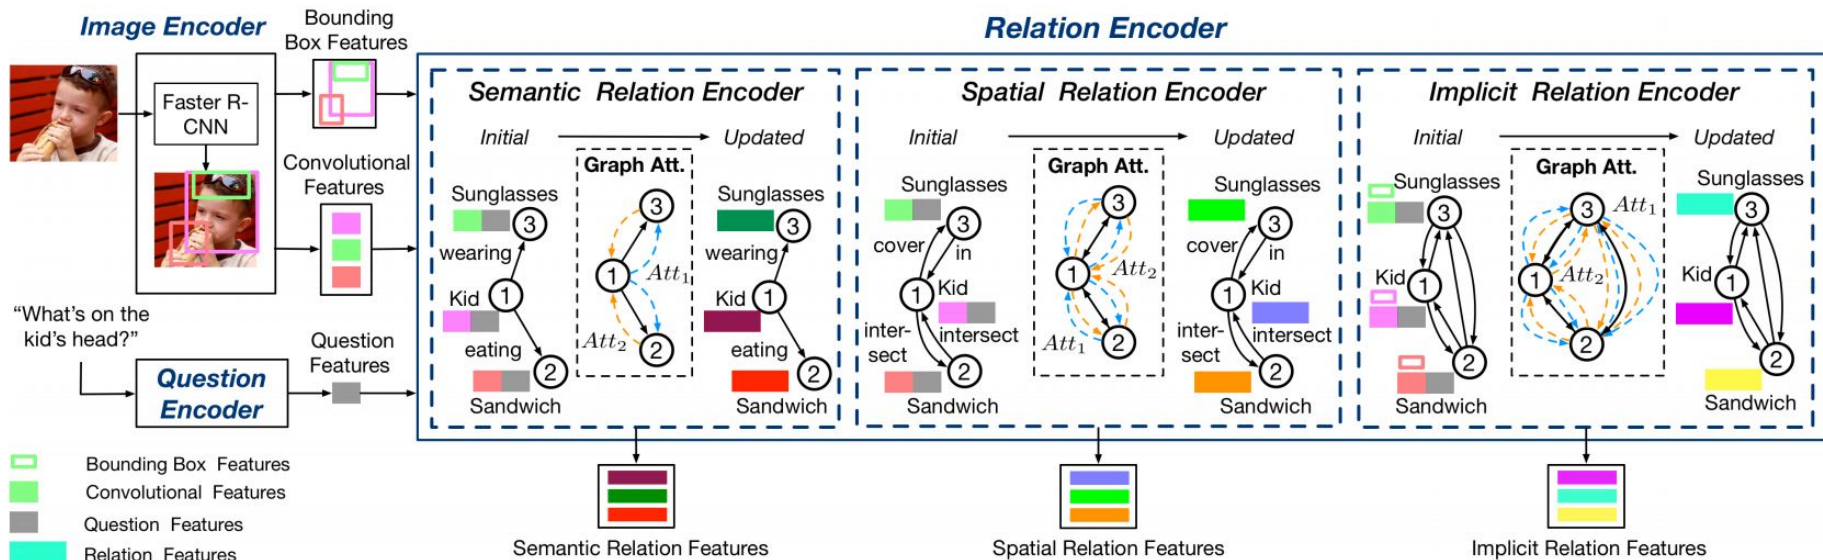 Image Encoder
Bounding
Box Features
Faster R-
CNN
Convolutional
Features
"What's on the
kid's head?"
Question
Encoder
Question
Features
Bounding Box Features
Convolutional Features
Question Features
Relation Features
Relation Encoder
Semantic Relation Encoder
Initial
Updated
Graph Att.
Sunglasses
3
wearing
Kid
1
eating
2
Sandwich
3
1
Att1
Att2
2
3
wearing
Kid
1
eating
2
Sandwich
Sunglasses
Semantic Relation Features
Spatial Relation Encoder
Initial
Updated
Graph Att.
Sunglasses
3
cover
in
1
Kid
inter-
sect
intersect
2
Sandwich
3
1
Att2
Att1
2
Sunglasses
3
cover
in
1
Kid
inter-
sect
intersect
2
Sandwich
Spatial Relation Features
Implicit Relation Encoder
Initial
Updated
Graph Att.
Sunglasses
3
Kid
1
2
Sandwich
3
Att1
1
Att2
2
Sunglasses
3
Kid
1
2
Sandwich
Implicit Relation Features